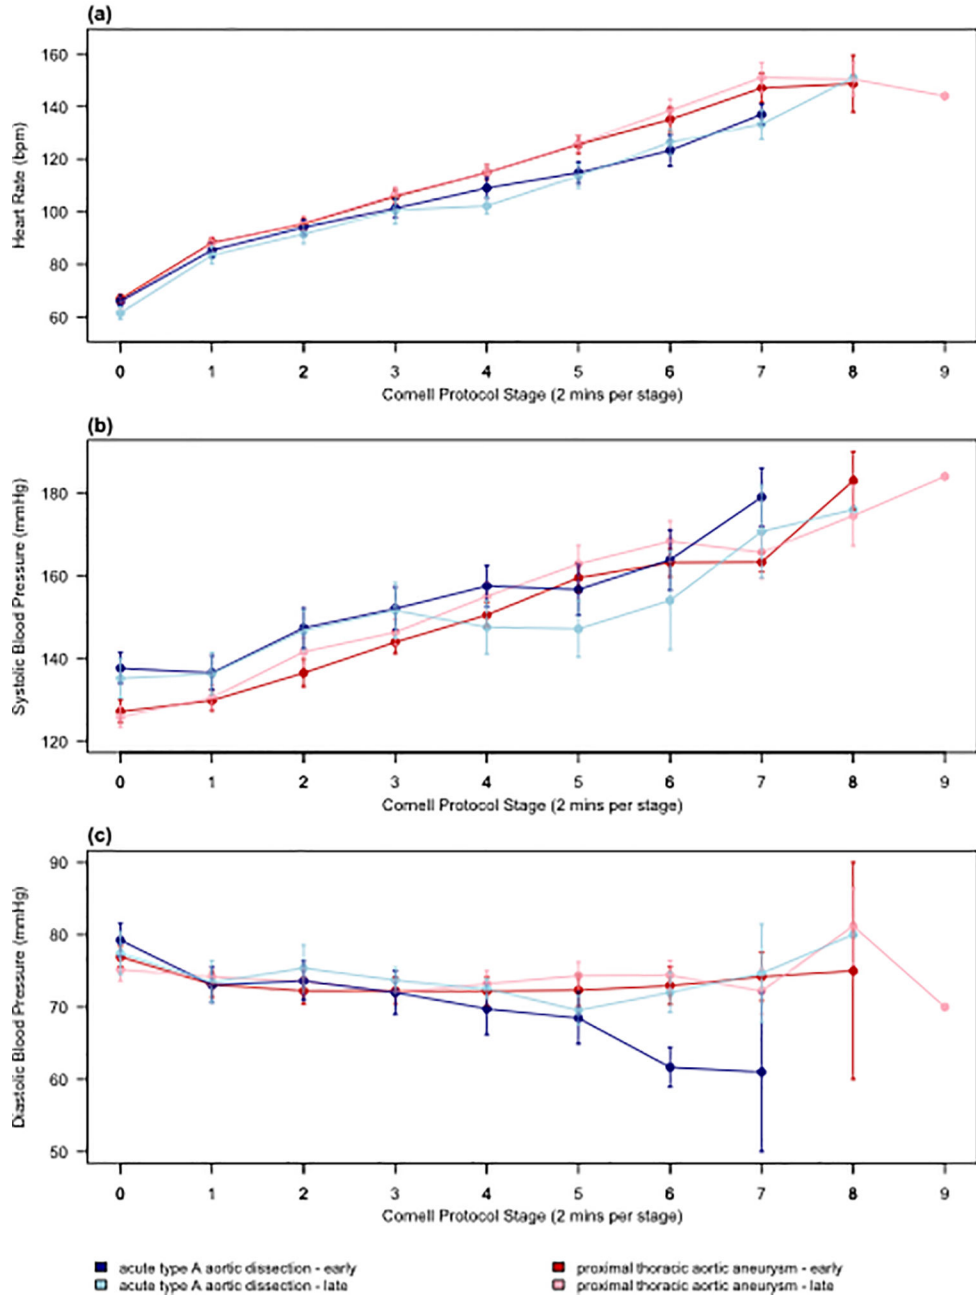 (a)
160
140
120
100
80
60
Heart Rate (bpm)
0 1 2 3 4 5 6 7 8 9
Cornell Protocol Stage (2 mins per stage)
(b)
180
160
140
120
Systolic Blood Pressure (mmHg)
0 1 2 3 4 5 6 7 8 9
Cornell Protocol Stage (2 mins per stage)
(c)
90
80
70
60
50
Diastolic Blood Pressure (mmHg)
0 1 2 3 4 5 6 7 8 9
Cornell Protocol Stage (2 mins per stage)
acute type A aortic dissection - early
acute type A aortic dissection - late
proximal thoracic aortic aneurysm - early
proximal thoracic aortic aneurysm - late